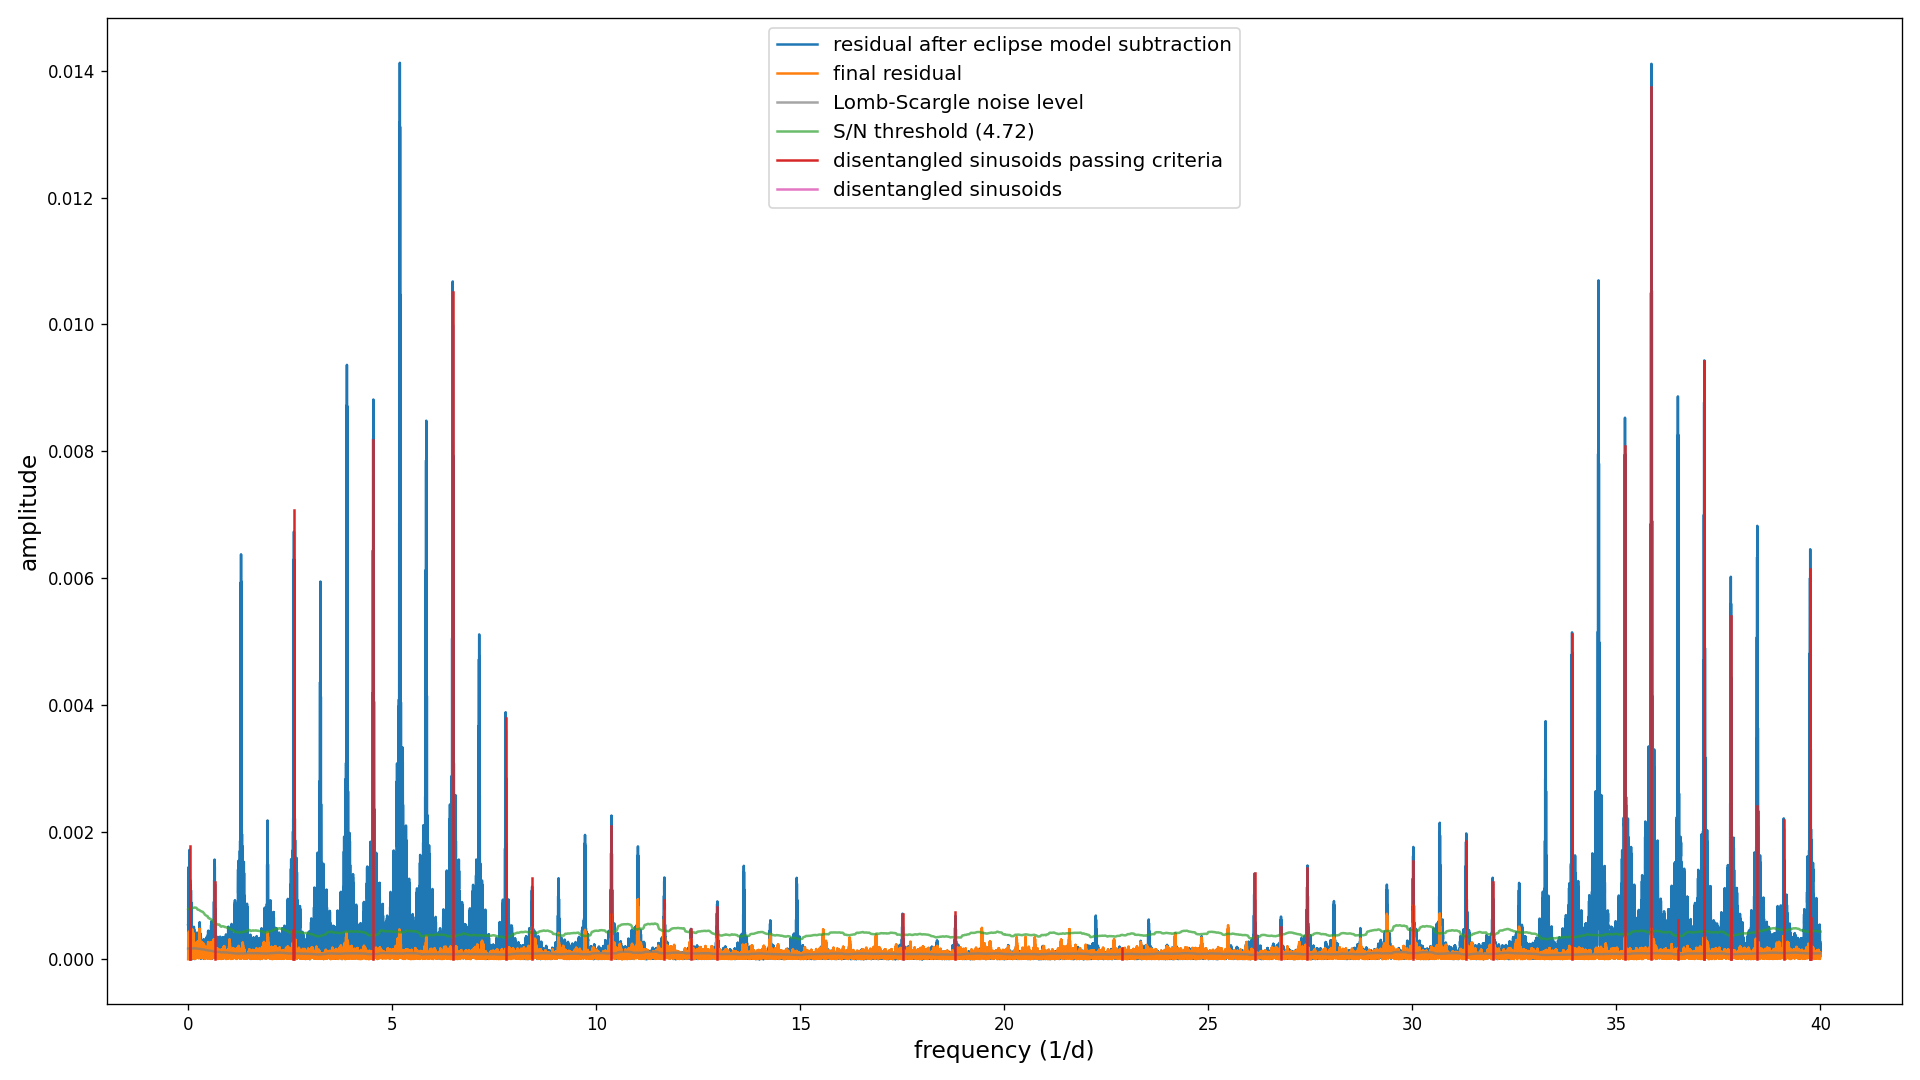 residual after eclipse model subtraction
final residual
Lomb-Scargle noise level
S/N threshold (4.72)
disentangled sinusoids passing criteria
disentangled sinusoids
0.014
0.012
0.010
0.008
0.006
0.004
0.002
0.000
amplitude
0 5 10 15 20 25 30 35 40
frequency (1/d)